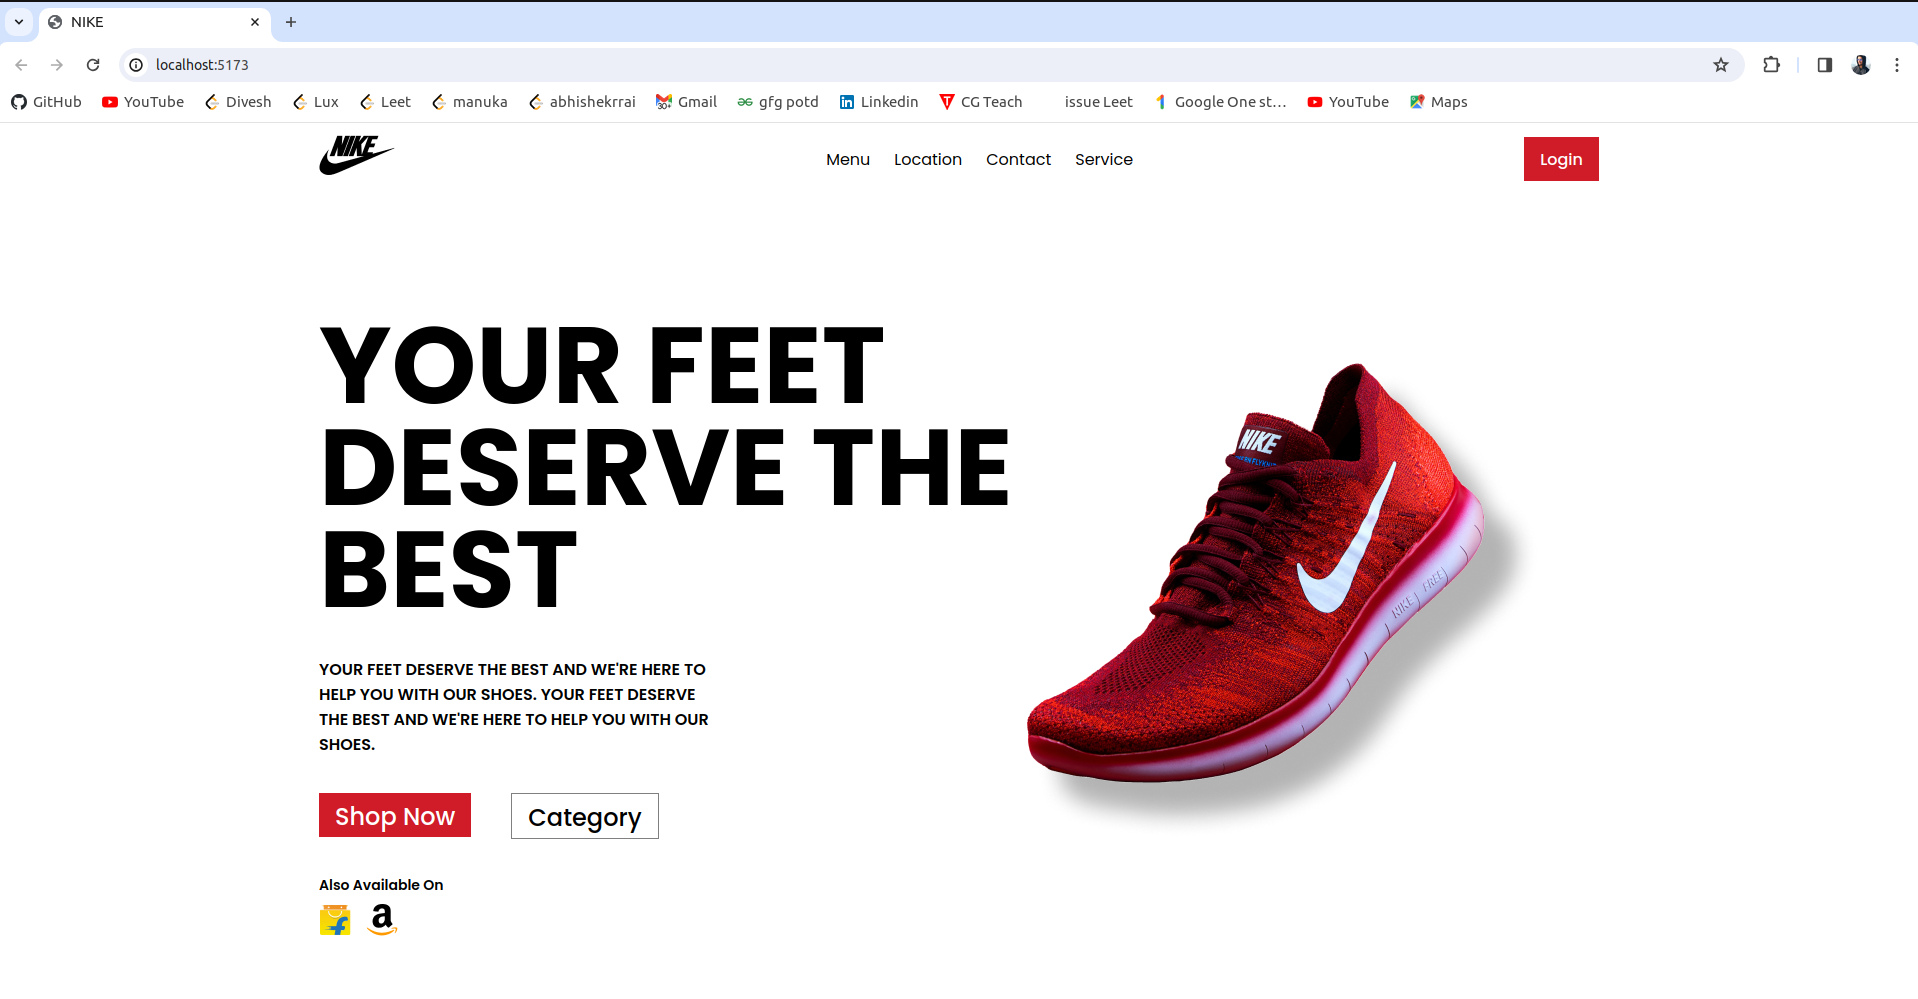 NIKE
localhost:5173
GitHub YouTube Divesh Lux Leet manuka abhishekrrai Gmail gfg potd Linkedin CG Teach issue Leet Google One st... YouTube Maps
NIKE
Menu Location Contact Service
Login
YOUR FEET
DESERVE THE
BEST
NIKE
NIKE FREE
YOUR FEET DESERVE THE BEST AND WE'RE HERE TO
HELP YOU WITH OUR SHOES. YOUR FEET DESERVE
THE BEST AND WE'RE HERE TO HELP YOU WITH OUR
SHOES.
Shop Now
Category
Also Available On